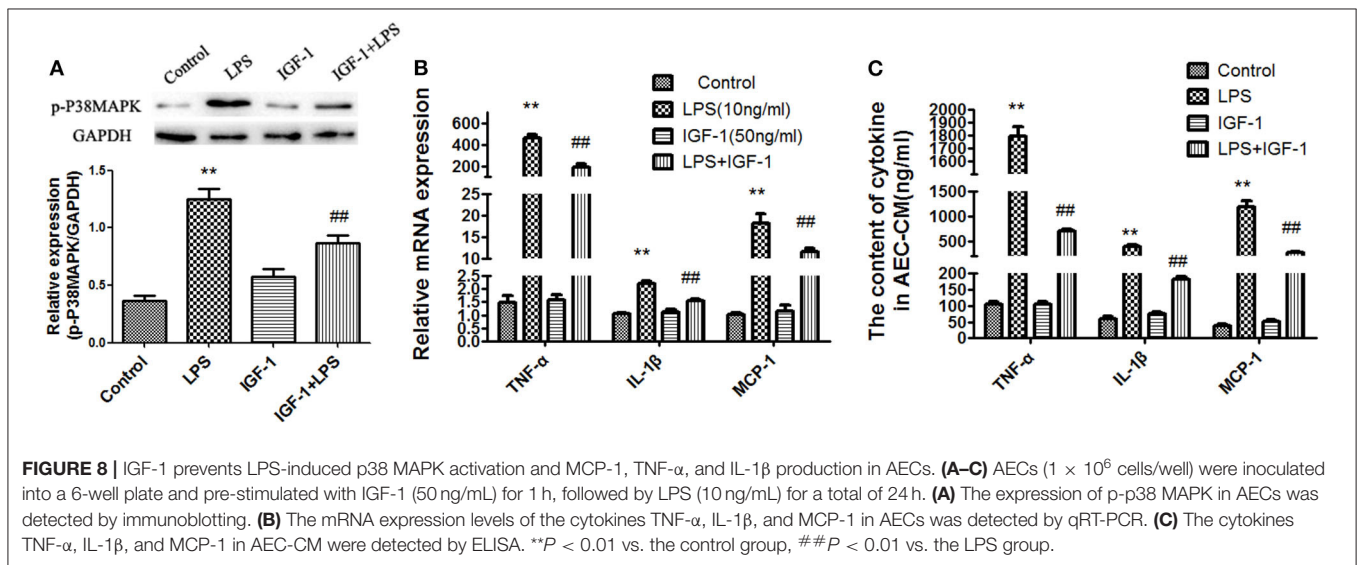 A
Control
LPS
IGF-1
IGF-1+LPS
p-P38MAPK
GAPDH
Relative expression
(p-P38MAPK/GAPDH)
1.5
1.0
0.5
0.0
**
##
Control
LPS
IGF-1
IGF-1+LPS
B
Relative mRNA expression
Control
LPS(10ng/ml)
IGF-1(50ng/ml)
LPS+IGF-1
600
400
200
25
20
15
10
5
2.5
2.0
1.5
1.0
0.5
0.0
**
##
**
##
**
##
TNF-α
IL-1β
MCP-1
C
The content of cytokine
in AEC-CM(ng/ml)
Control
LPS
IGF-1
LPS+IGF-1
2000
1900
1800
1700
1600
1500
1000
500
200
150
100
50
0
**
##
**
##
**
##
TNF-α
IL-1β
MCP-1
FIGURE 8 | IGF-1 prevents LPS-induced p38 MAPK activation and MCP-1, TNF-α, and IL-1β production in AECs. (A–C) AECs (1 × 10⁶ cells/well) were inoculated
into a 6-well plate and pre-stimulated with IGF-1 (50 ng/mL) for 1 h, followed by LPS (10 ng/mL) for a total of 24 h. (A) The expression of p-p38 MAPK in AECs was
detected by immunoblotting. (B) The mRNA expression levels of the cytokines TNF-α, IL-1β, and MCP-1 in AECs was detected by qRT-PCR. (C) The cytokines
TNF-α, IL-1β, and MCP-1 in AEC-CM were detected by ELISA. **P < 0.01 vs. the control group, ##P < 0.01 vs. the LPS group.